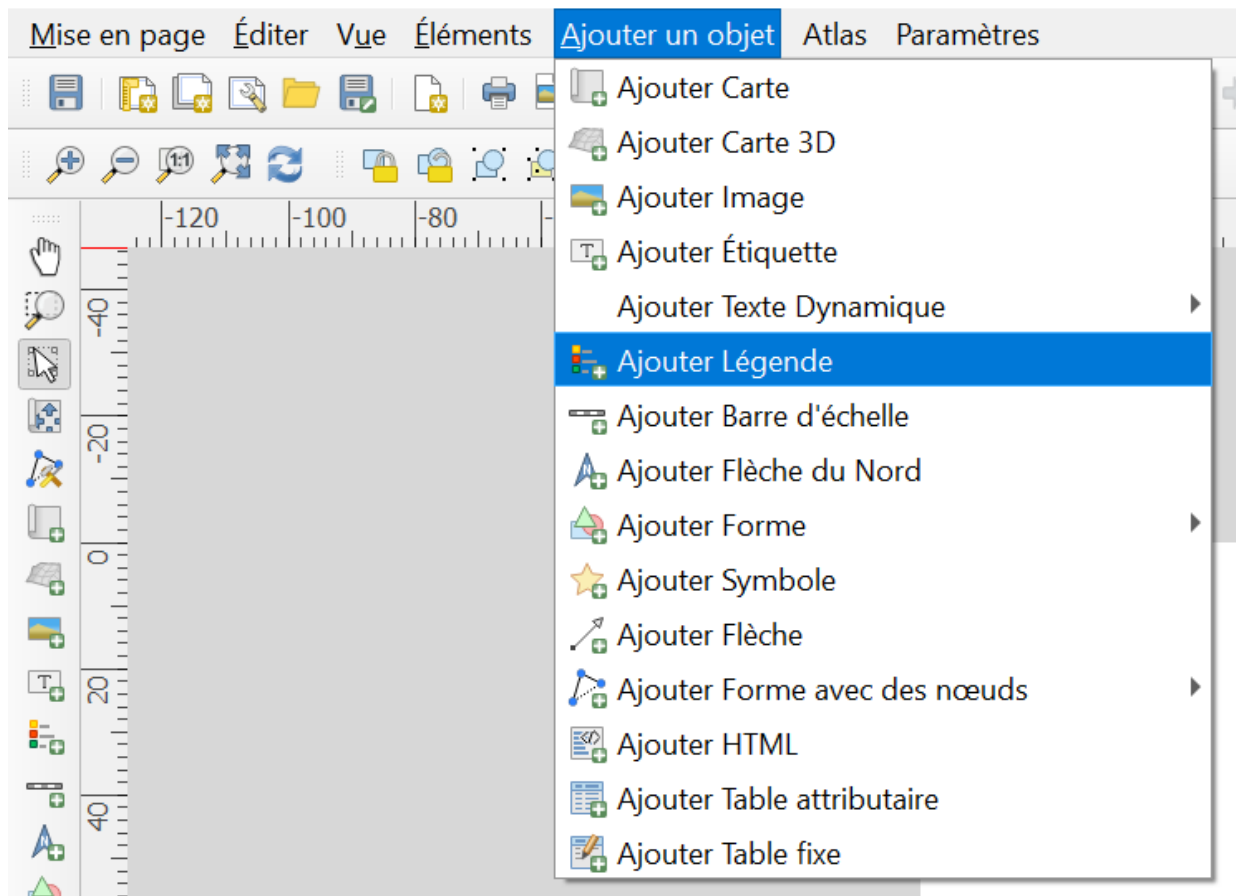 Mise en page Éditer Vue Éléments Ajouter un objet Atlas Paramètres
Ajouter Carte
Ajouter Carte 3D
Ajouter Image
Ajouter Étiquette
Ajouter Texte Dynamique
Ajouter Légende
Ajouter Barre d'échelle
Ajouter Flèche du Nord
Ajouter Forme
Ajouter Symbole
Ajouter Flèche
Ajouter Forme avec des nœuds
Ajouter HTML
Ajouter Table attributaire
Ajouter Table fixe
1:1
-120 -100 -80
-40
-20
0
20
40